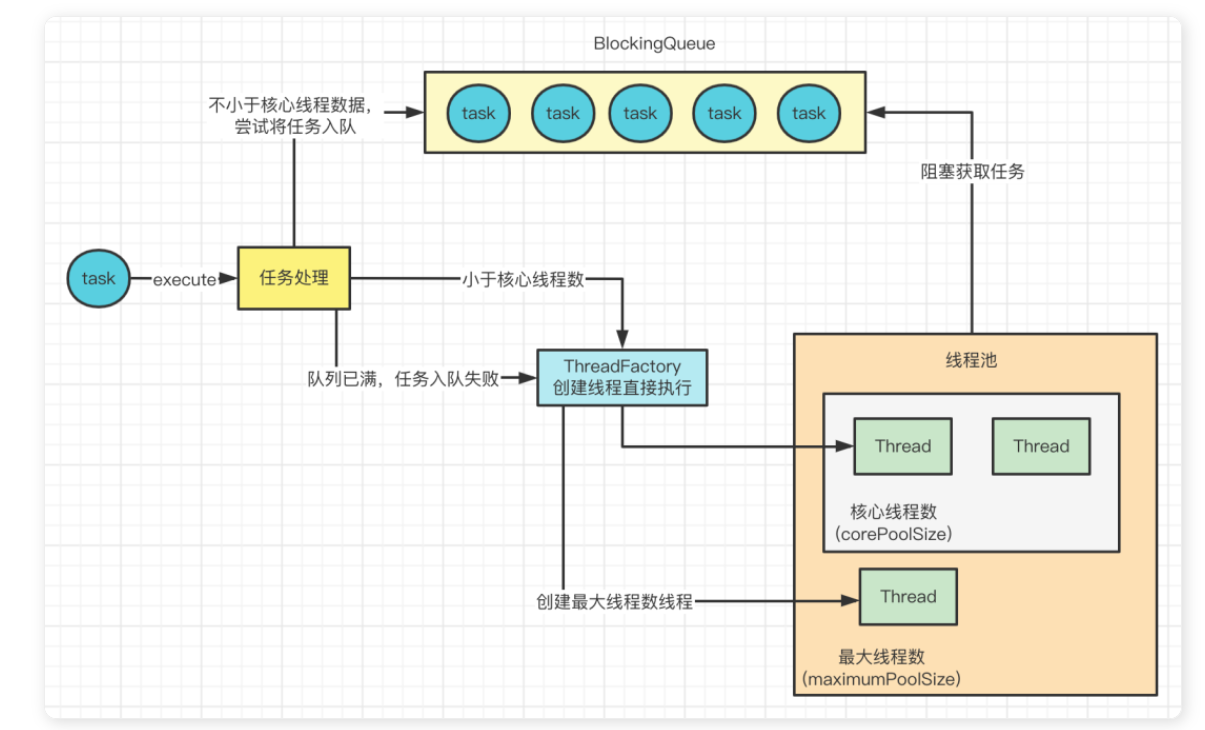 BlockingQueue
task
task
task
task
task
不小于核心线程数据，
尝试将任务入队
阻塞获取任务
task
execute
任务处理
小于核心线程数
ThreadFactory
创建线程直接执行
队列已满，任务入队失败
线程池
Thread
Thread
核心线程数
(corePoolSize)
创建最大线程数线程
Thread
最大线程数
(maximumPoolSize)